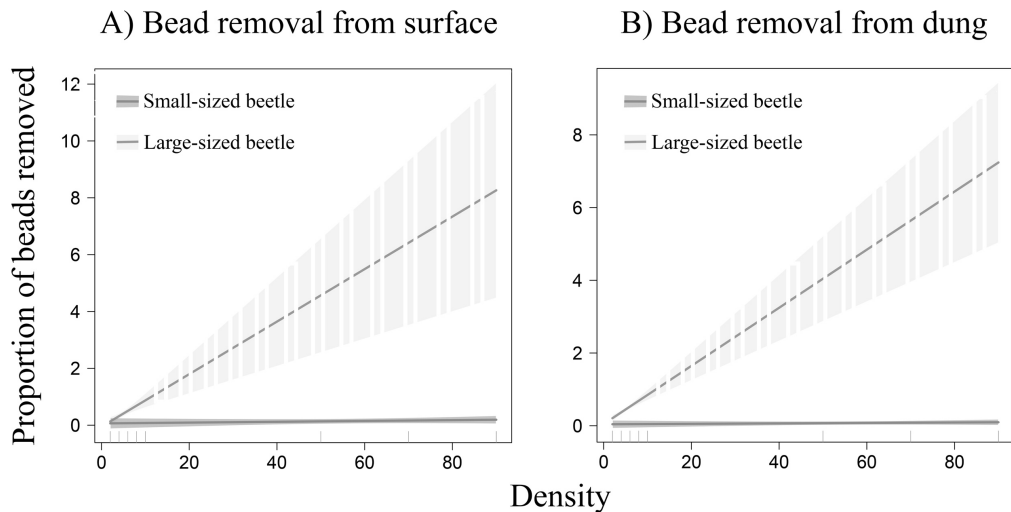 A) Bead removal from surface
B) Bead removal from dung
Proportion of beads removed
12
10
8
6
4
2
0
Small-sized beetle
Large-sized beetle
0 20 40 60 80
8
6
4
2
0
Small-sized beetle
Large-sized beetle
0 20 40 60 80
Density